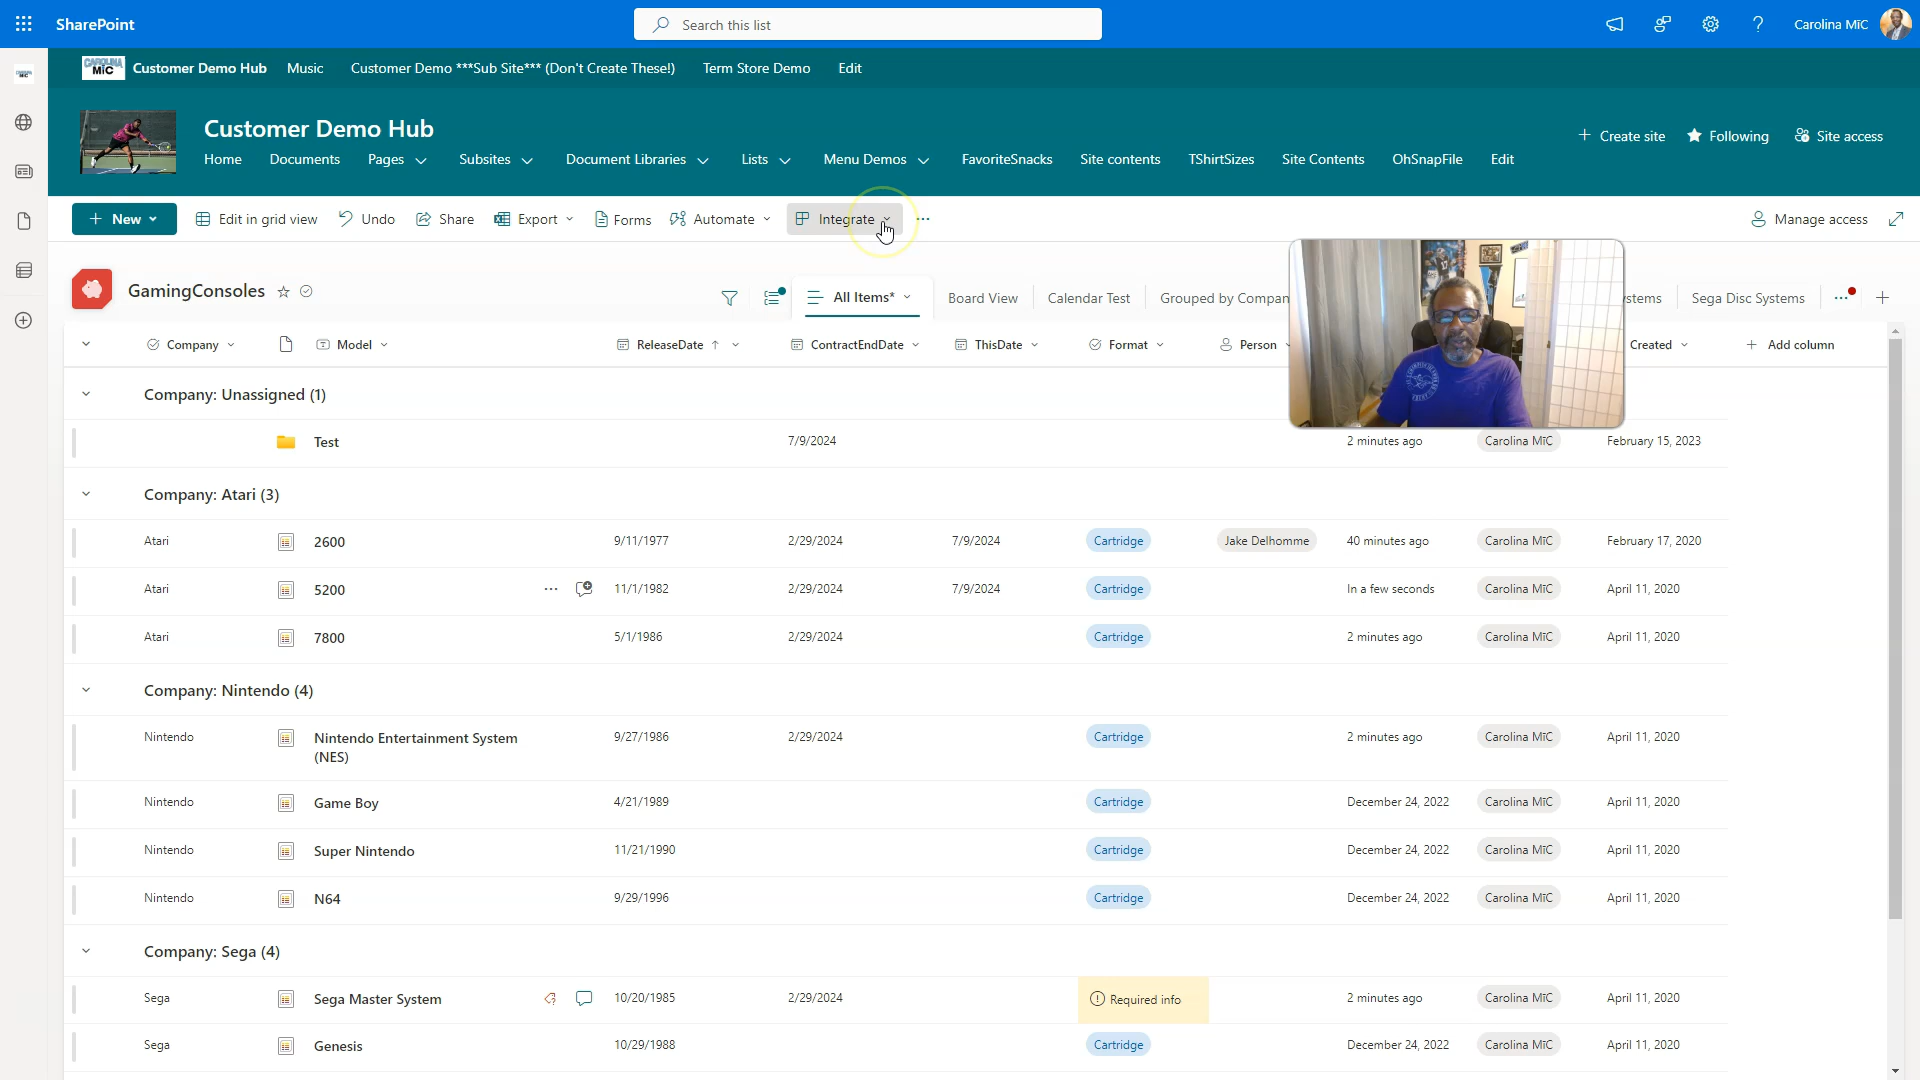 SharePoint
Search this list
Carolina MiC
CAROLINA MiC
Customer Demo Hub
Music
Customer Demo ***Sub Site*** (Don't Create These!)
Term Store Demo
Edit
Customer Demo Hub
Create site
Following
Site access
Home
Documents
Pages
Subsites
Document Libraries
Lists
Menu Demos
FavoriteSnacks
Site contents
TShirtSizes
Site Contents
OhSnapFile
Edit
New
Edit in grid view
Undo
Share
Export
Forms
Automate
Integrate
Manage access
GamingConsoles
All Items*
Board View
Calendar Test
Grouped by Compan
stems
Sega Disc Systems
Company
Model
ReleaseDate
ContractEndDate
ThisDate
Format
Person
Created
Add column
Company: Unassigned (1)
Test 7/9/2024 2 minutes ago Carolina MiC February 15, 2023
Company: Atari (3)
Atari 2600 9/11/1977 2/29/2024 7/9/2024 Cartridge Jake Delhomme 40 minutes ago Carolina MiC February 17, 2020
Atari 5200 11/1/1982 2/29/2024 7/9/2024 Cartridge In a few seconds Carolina MiC April 11, 2020
Atari 7800 5/1/1986 2/29/2024 Cartridge 2 minutes ago Carolina MiC April 11, 2020
Company: Nintendo (4)
Nintendo Nintendo Entertainment System 9/27/1986 2/29/2024 Cartridge 2 minutes ago Carolina MiC April 11, 2020
(NES)
Nintendo Game Boy 4/21/1989 Cartridge December 24, 2022 Carolina MiC April 11, 2020
Nintendo Super Nintendo 11/21/1990 Cartridge December 24, 2022 Carolina MiC April 11, 2020
Nintendo N64 9/29/1996 Cartridge December 24, 2022 Carolina MiC April 11, 2020
Company: Sega (4)
Sega Sega Master System 10/20/1985 2/29/2024 Required info 2 minutes ago Carolina MiC April 11, 2020
Sega Genesis 10/29/1988 Cartridge December 24, 2022 Carolina MiC April 11, 2020